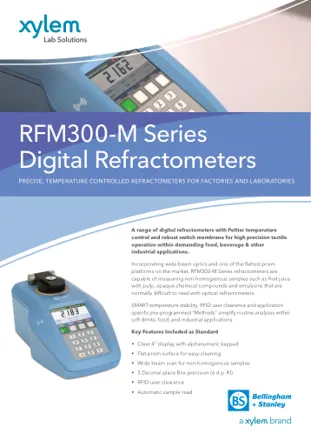 xylem
Lab Solutions
2162
RFM300-M Series
Digital Refractometers
PRECISE, TEMPERATURE CONTROLLED REFRACTOMETERS FOR FACTORIES AND LABORATORIES
A range of digital refractometers with Peltier temperature
control and robust switch membrane for high precision tactile
operation within demanding food, beverage & other
industrial applications.
Incorporating wide beam optics and one of the flattest prism
platforms on the market, RFM300-M Series refractometers are
capable of measuring non-homogenous samples such as fruit juice
with pulp, opaque chemical compounds and emulsions that are
normally difficult to read with optical refractometers.
SMART temperature stability, RFID user clearance and application
specific pre-programmed "Methods" simplify routine analyses within
soft drinks, food, and industrial applications.
Key Features Included as Standard
• Clear 4" display with alphanumeric keypad
• Flat prism surface for easy-cleaning
• Wide beam scan for non-homogenous samples
• 3 Decimal place Brix precision (6 d.p. RI)
• RFID user clearance
• Automatic sample read
2183
BS
Bellingham
+ Stanley
a xylem brand